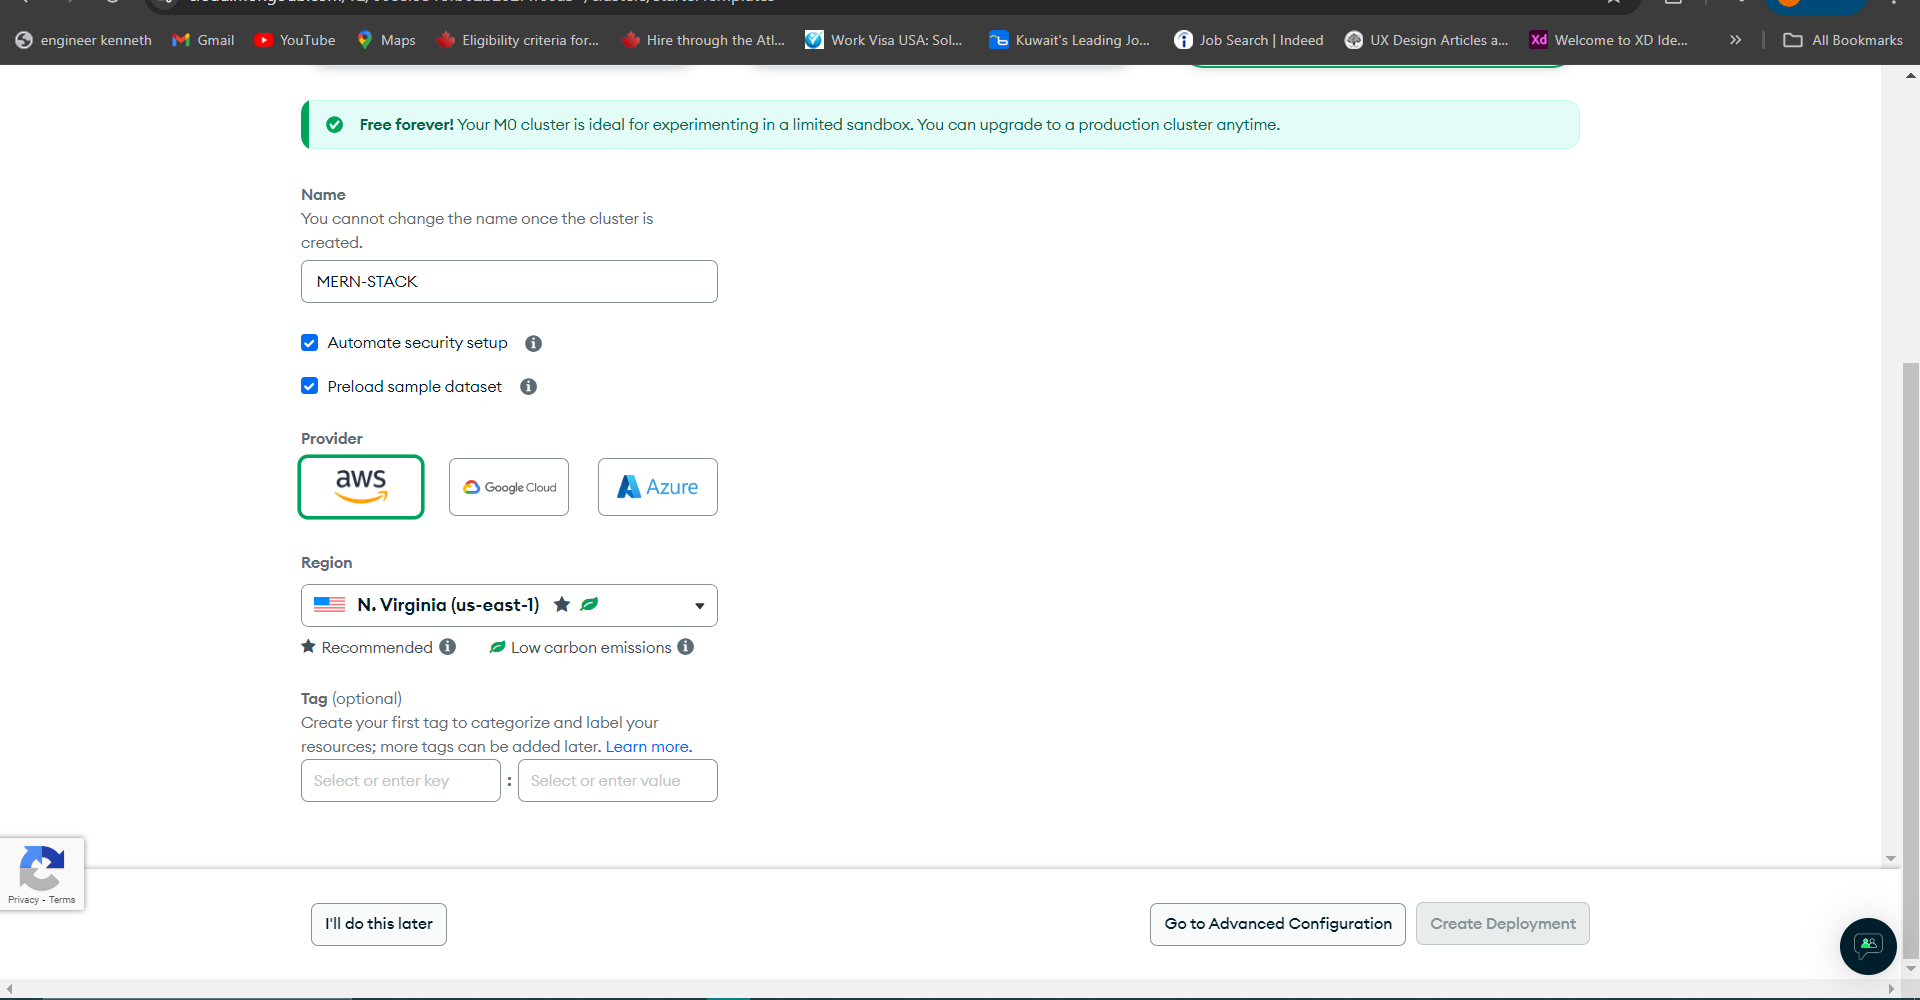 engineer kenneth
Gmail
YouTube
Maps
Eligibility criteria for...
Hire through the Atl...
Work Visa USA: Sol...
Kuwait's Leading Jo...
Job Search | Indeed
UX Design Articles a...
Xd
Welcome to XD Ide...
All Bookmarks
Free forever! Your M0 cluster is ideal for experimenting in a limited sandbox. You can upgrade to a production cluster anytime.
Name
You cannot change the name once the cluster is
created.
MERN-STACK
Automate security setup
Preload sample dataset
Provider
aws
Google Cloud
Azure
Region
N. Virginia (us-east-1)
Recommended
Low carbon emissions
Tag (optional)
Create your first tag to categorize and label your
resources; more tags can be added later. Learn more.
Select or enter key : Select or enter value
Privacy - Terms
I'll do this later
Go to Advanced Configuration
Create Deployment